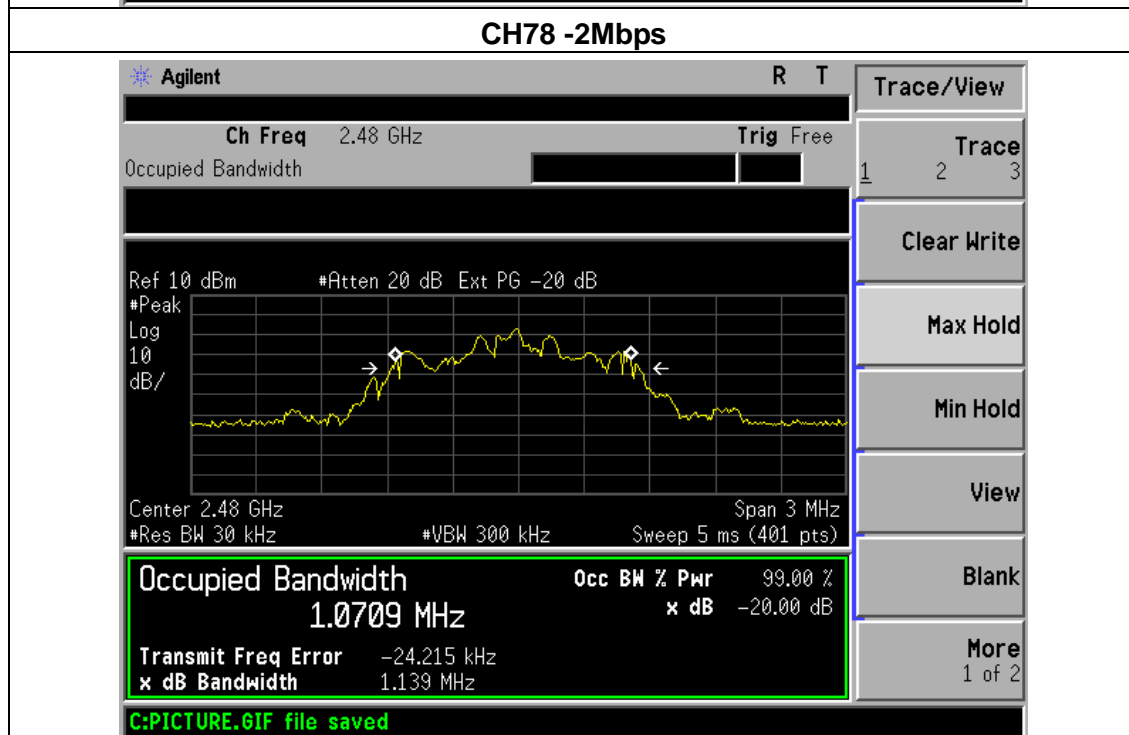 CH78 -2Mbps
Agilent R T
Trace/View
Ch Freq 2.48 GHz Trig Free
Occupied Bandwidth
Trace
1 2 3
Clear Write
Ref 10 dBm #Atten 20 dB Ext PG -20 dB
#Peak
Log
10
dB/
Max Hold
Min Hold
View
Center 2.48 GHz Span 3 MHz
#Res BW 30 kHz #VBW 300 kHz Sweep 5 ms (401 pts)
Occupied Bandwidth Occ BW % Pwr 99.00 %
1.0709 MHz x dB -20.00 dB
Blank
Transmit Freq Error -24.215 kHz
x dB Bandwidth 1.139 MHz
More
1 of 2
C:PICTURE.GIF file saved